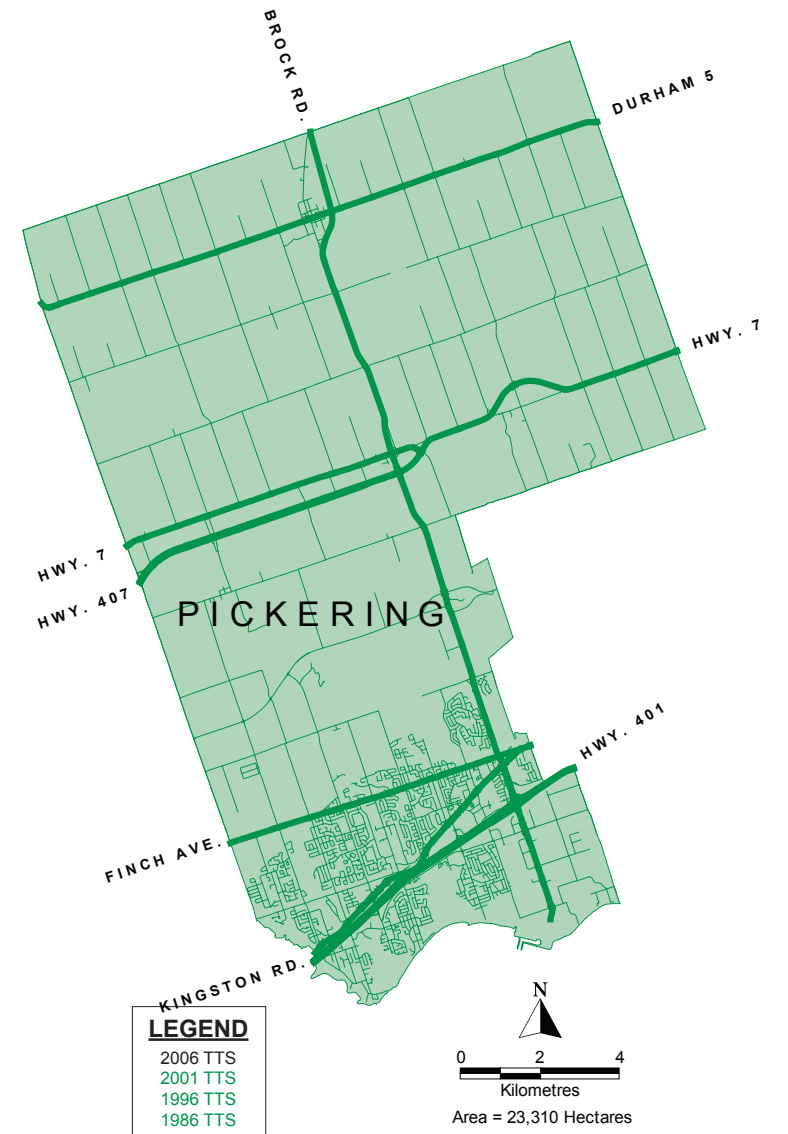 BROCK RD.
DURHAM 5
HWY. 7
HWY. 7
HWY. 407
PICKERING
HWY. 401
FINCH AVE.
KINGSTON RD.
LEGEND
2006 TTS
2001 TTS
1996 TTS
1986 TTS
N
0 2 4
Kilometres
Area = 23,310 Hectares